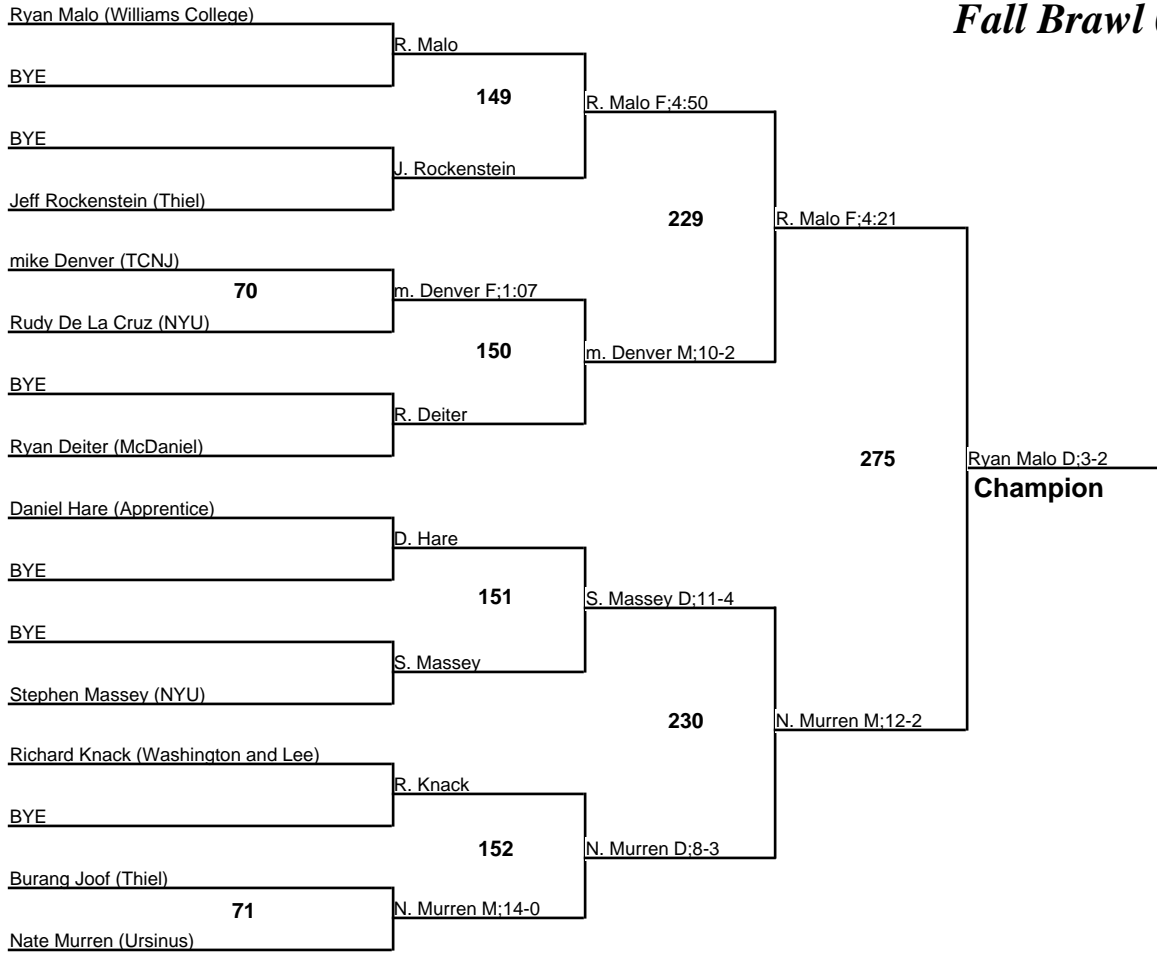 Fall Brawl
Ryan Malo (Williams College)
R. Malo
BYE
149
R. Malo F;4:50
BYE
J. Rockenstein
Jeff Rockenstein (Thiel)
229
R. Malo F;4:21
mike Denver (TCNJ)
70
m. Denver F;1:07
Rudy De La Cruz (NYU)
150
m. Denver M;10-2
BYE
R. Deiter
Ryan Deiter (McDaniel)
275
Ryan Malo D;3-2
Champion
Daniel Hare (Apprentice)
D. Hare
BYE
151
S. Massey D;11-4
BYE
S. Massey
Stephen Massey (NYU)
230
N. Murren M;12-2
Richard Knack (Washington and Lee)
R. Knack
BYE
152
N. Murren D;8-3
Burang Joof (Thiel)
71
N. Murren M;14-0
Nate Murren (Ursinus)